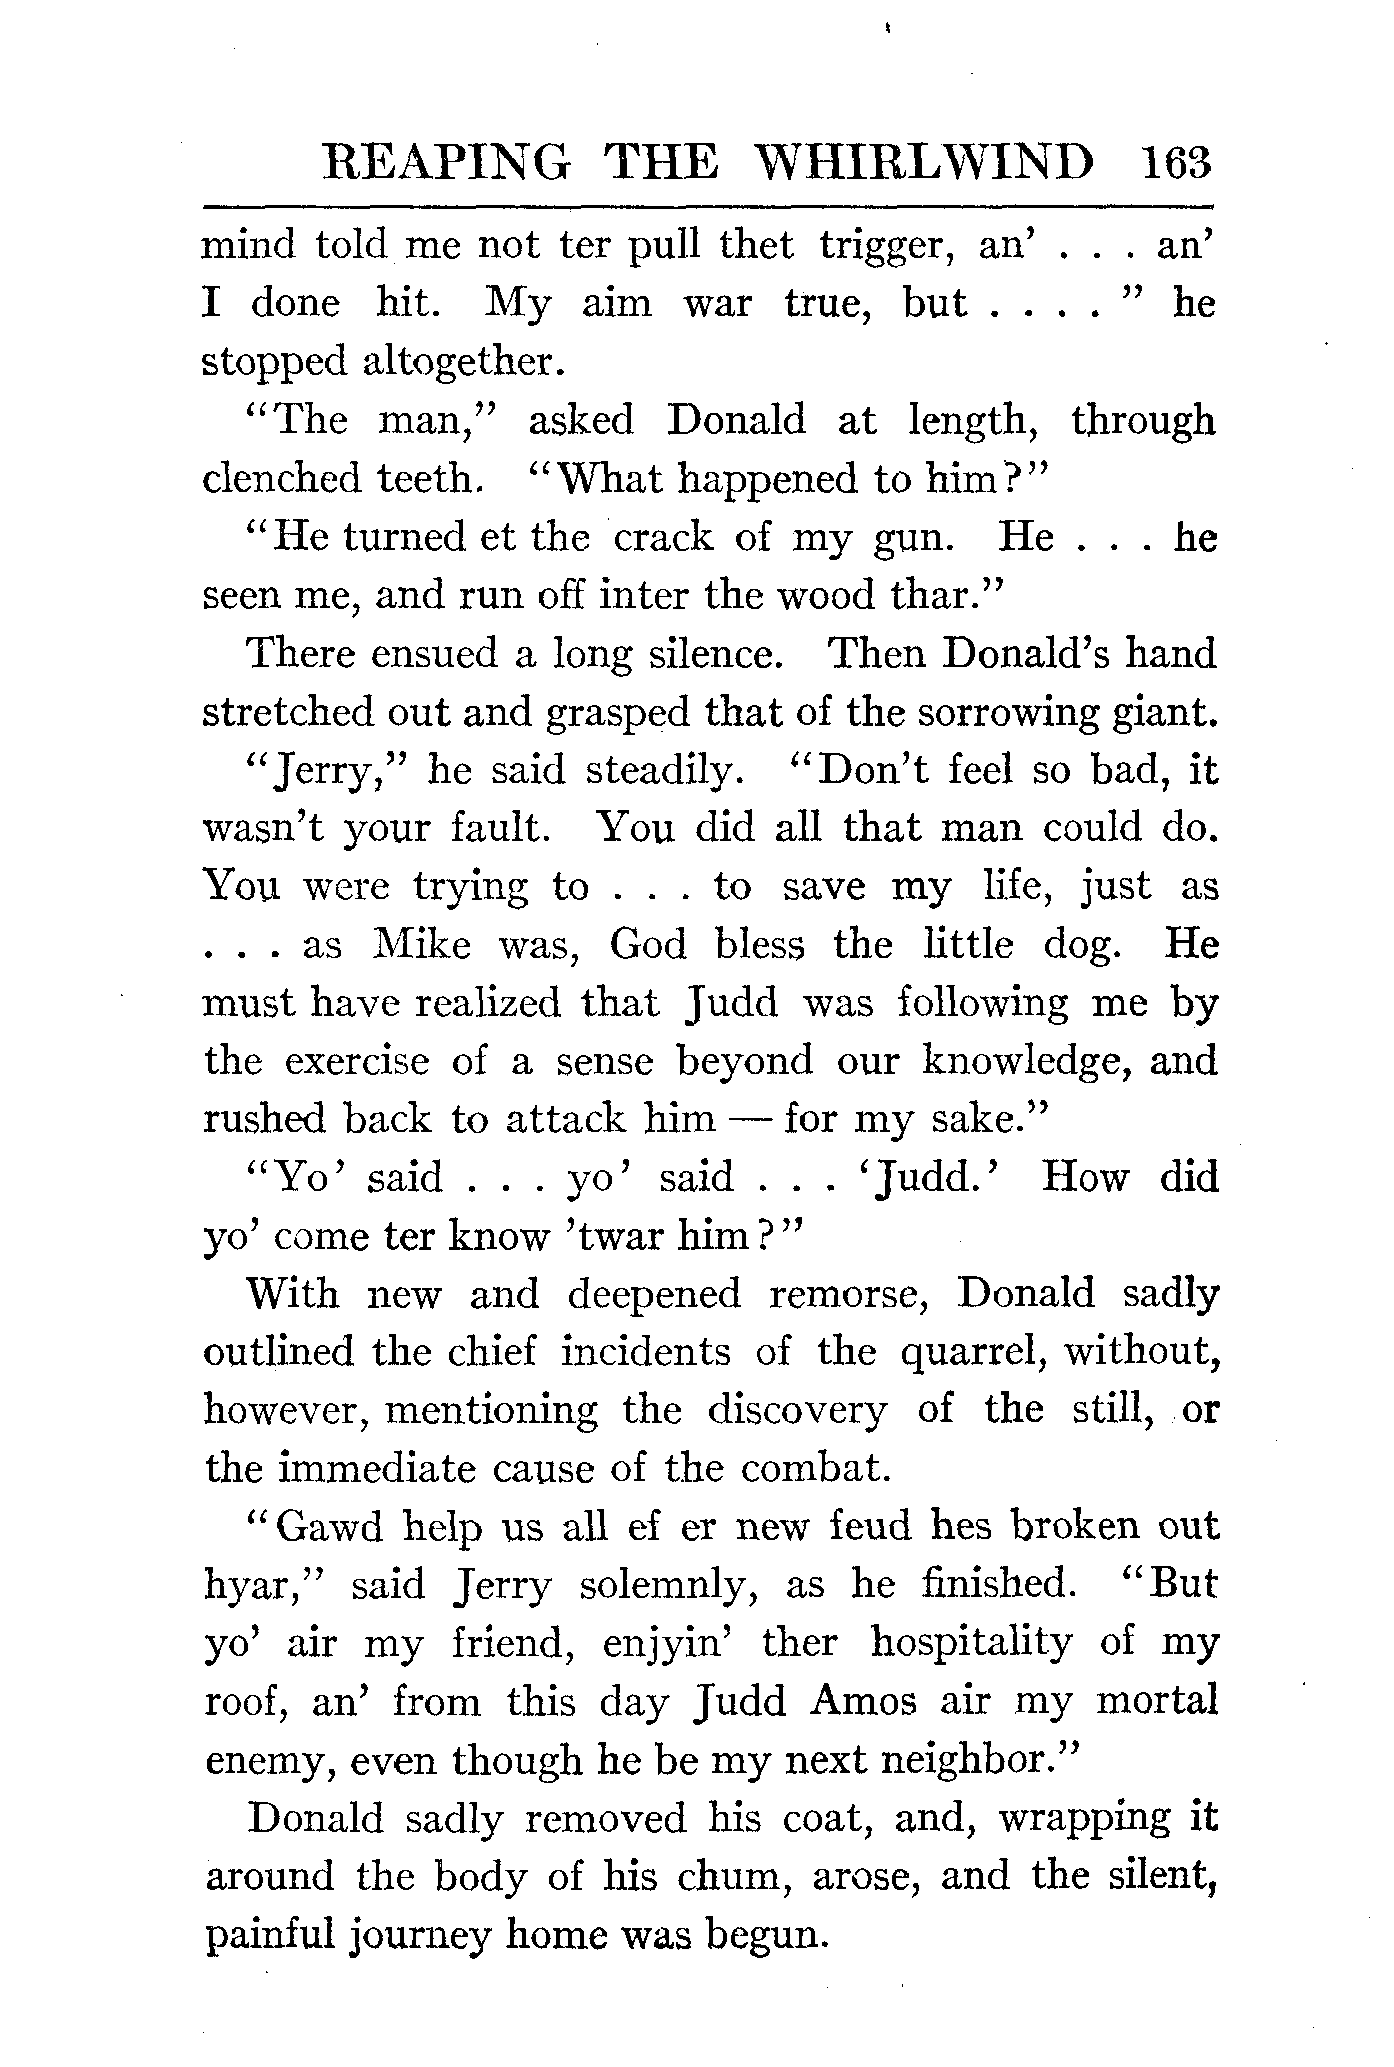 REAPING THE WHIRLWIND 163
mind told me not ter pull thet trigger, an' . . . an'
I done hit. My aim war true, but . . . . " he
stopped altogether.
"The man," asked Donald at length, through
clenched teeth. "What happened to him?"
"He turned et the crack of my gun. He . . . he
seen me, and run off inter the wood thar."
There ensued a long silence. Then Donald's hand
stretched out and grasped that of the sorrowing giant.
"Jerry," he said steadily. "Don't feel so bad, it
wasn't your fault. You did all that man could do.
You were trying to . . . to save my life, just as
. . . as Mike was, God bless the little dog. He
must have realized that Judd was following me by
the exercise of a sense beyond our knowledge, and
rushed back to attack him — for my sake."
"Yo' said . . . yo' said . . . 'Judd.' How did
yo' come ter know 'twar him?"
With new and deepened remorse, Donald sadly
outlined the chief incidents of the quarrel, without,
however, mentioning the discovery of the still, or
the immediate cause of the combat.
"Gawd help us all ef er new feud hes broken out
hyar," said Jerry solemnly, as he finished. "But
yo' air my friend, enjyin' ther hospitality of my
roof, an' from this day Judd Amos air my mortal
enemy, even though he be my next neighbor."
Donald sadly removed his coat, and, wrapping it
around the body of his chum, arose, and the silent,
painful journey home was begun.